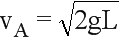 v_A = √2gL